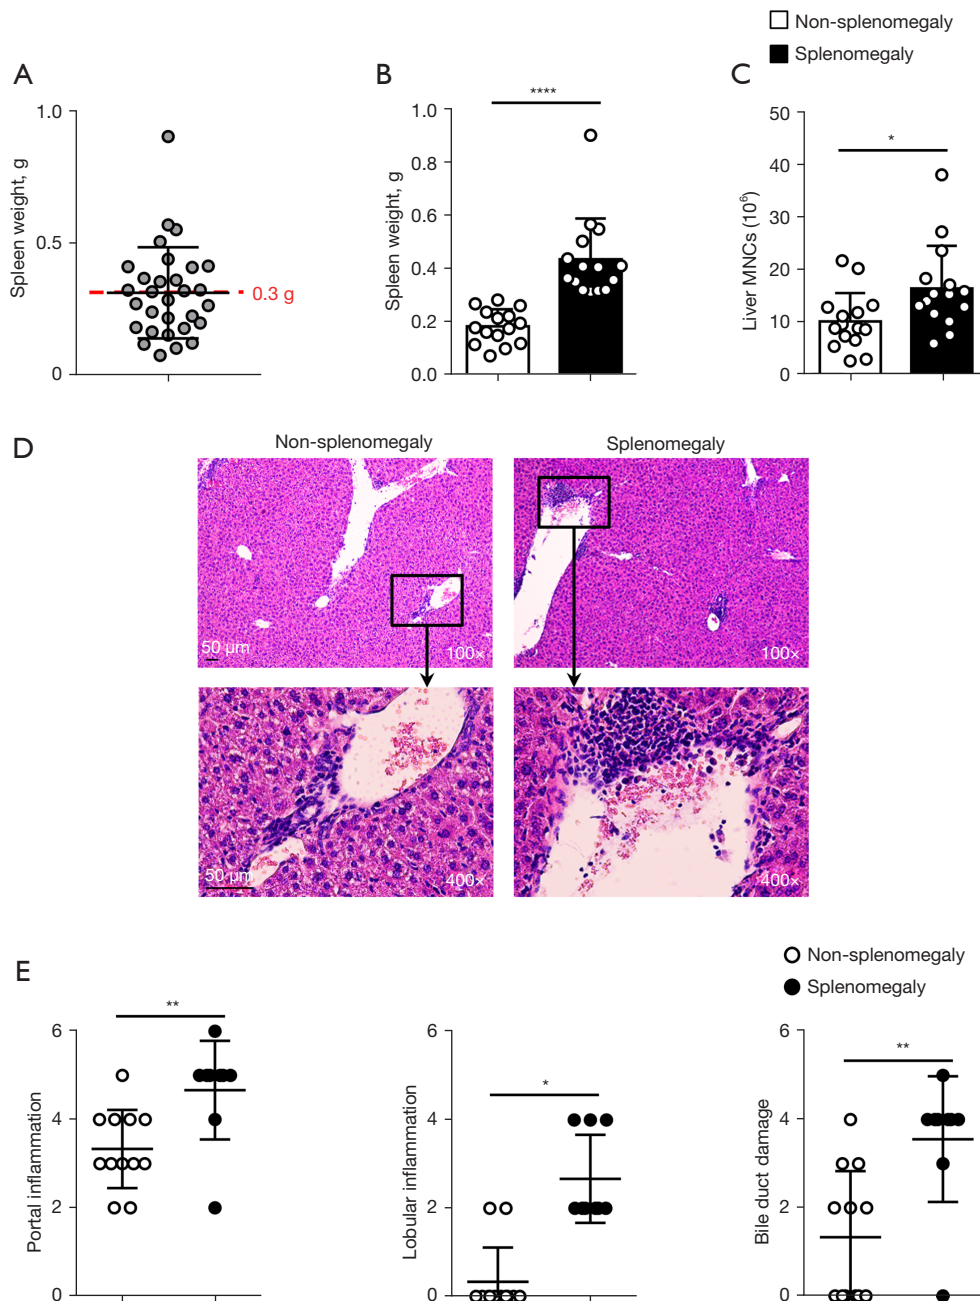 Non-splenomegaly
Splenomegaly
A
B
C
Spleen weight, g
1.0
0.5
0
0.3 g
Spleen weight, g
1.0
0.8
0.6
0.4
0.2
0.0
****
Liver MNCs (10⁶)
50
40
30
20
10
0
*
D
Non-splenomegaly
Splenomegaly
50 μm
100×
100×
50 μm
400×
400×
E
Non-splenomegaly
Splenomegaly
Portal inflammation
6
4
2
0
**
Lobular inflammation
6
4
2
0
*
Bile duct damage
6
4
2
0
**